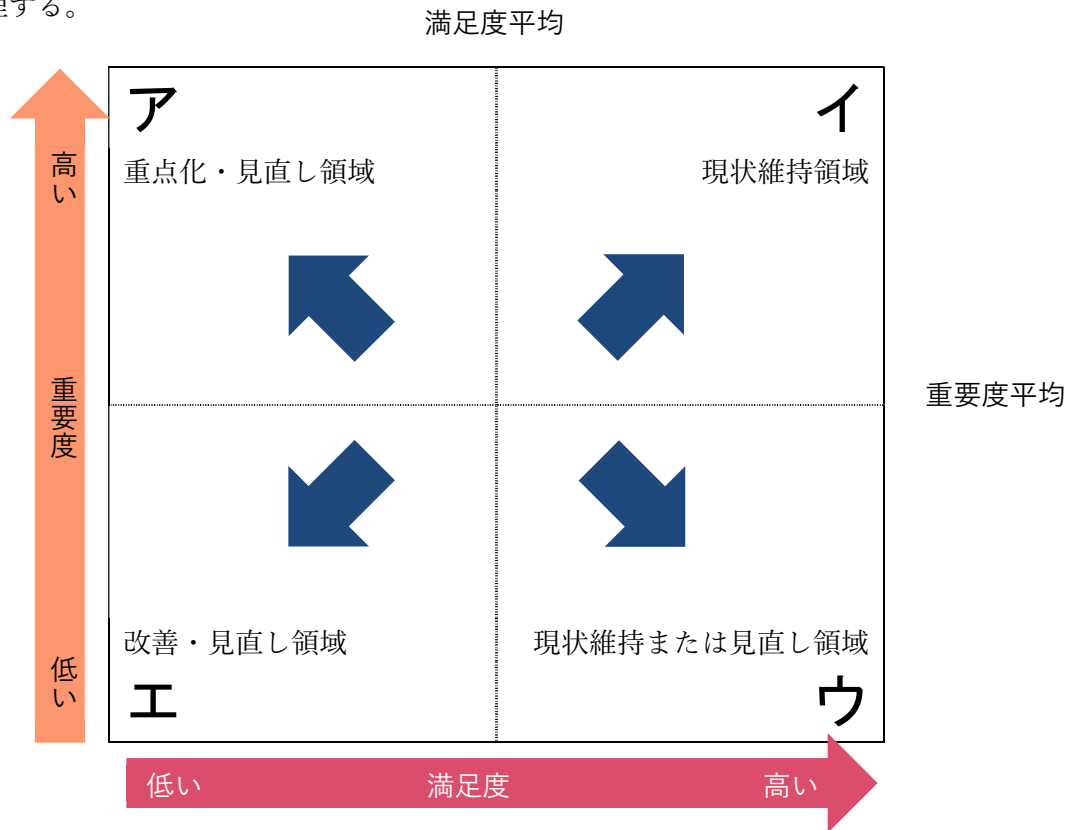 理する。
満足度平均
ア
イ
高い
重点化・見直し領域
現状維持領域
重要度
重要度平均
改善・見直し領域
現状維持または見直し領域
低い
エ
ウ
低い
満足度
高い